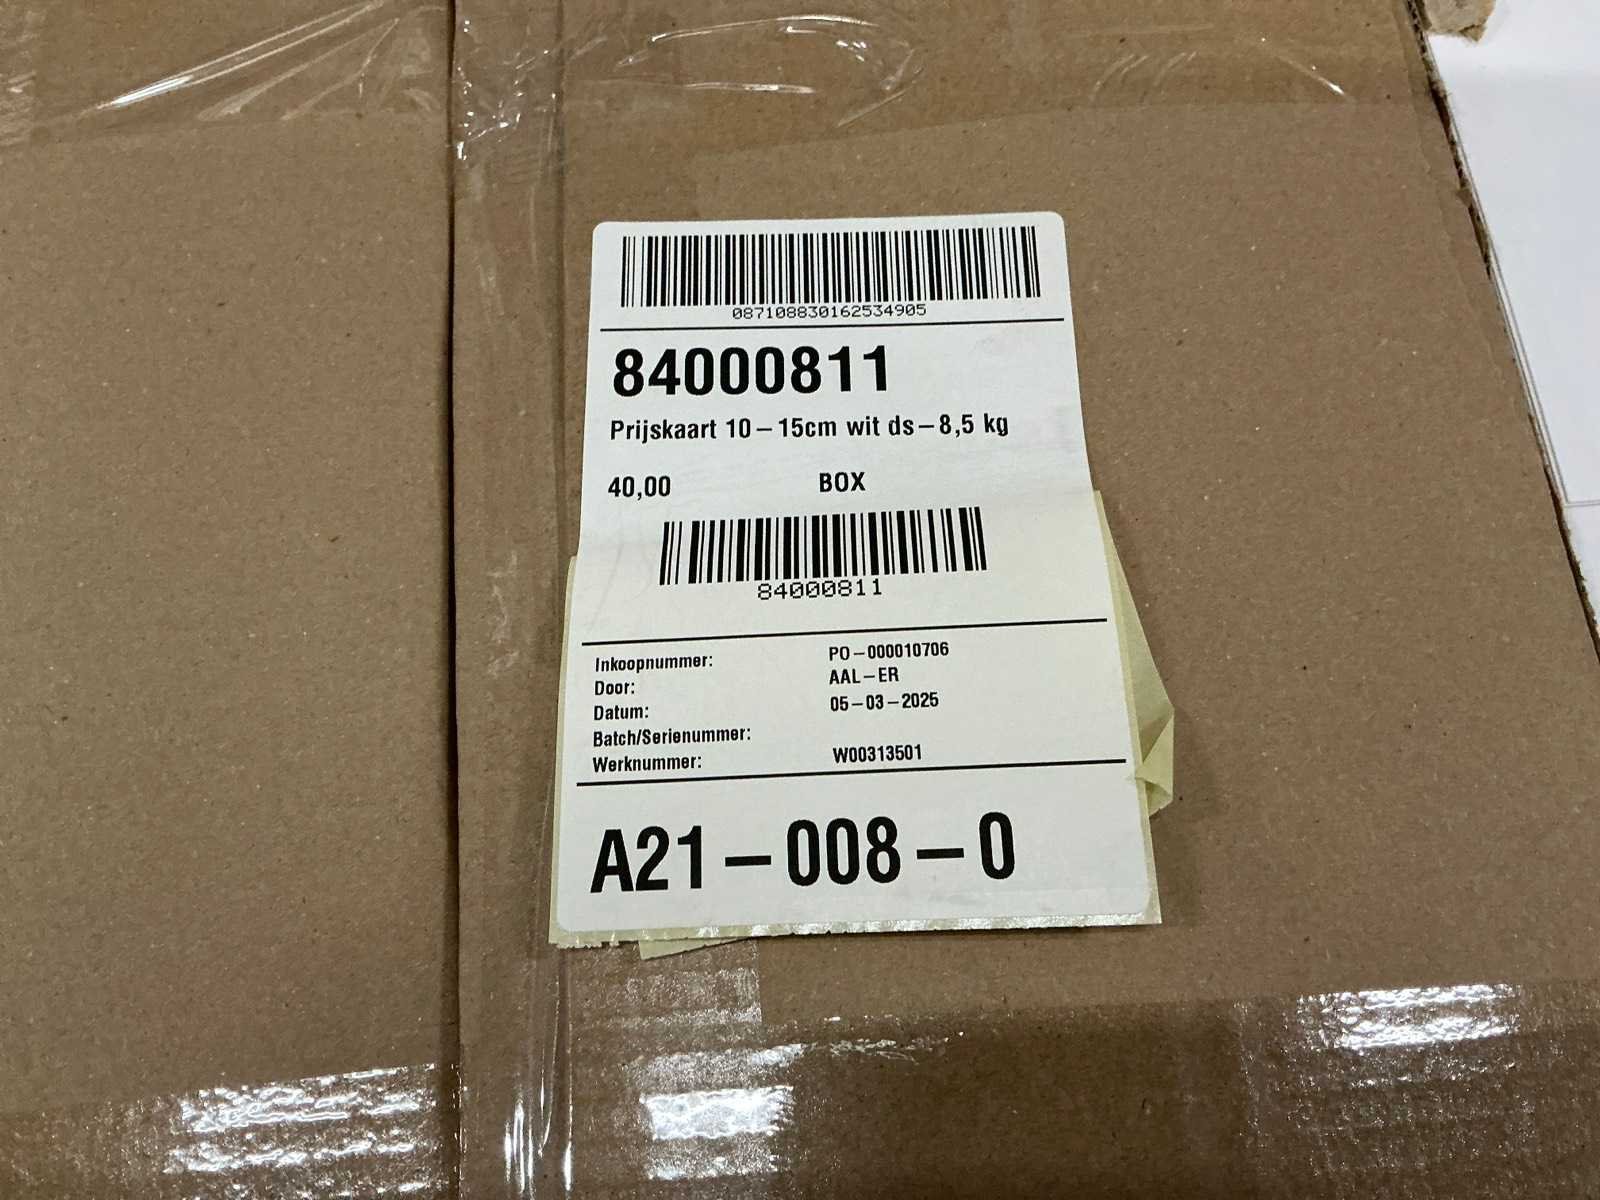 087108830162534905
84000811
Prijskaart 10-15cm wit ds-8,5 kg
40,00 BOX
84000811
Inkoopnummer: PO-000010706
Door: AAL-ER
Datum: 05-03-2025
Batch/Serienummer:
Werknummer: W00313501
A21-008-0